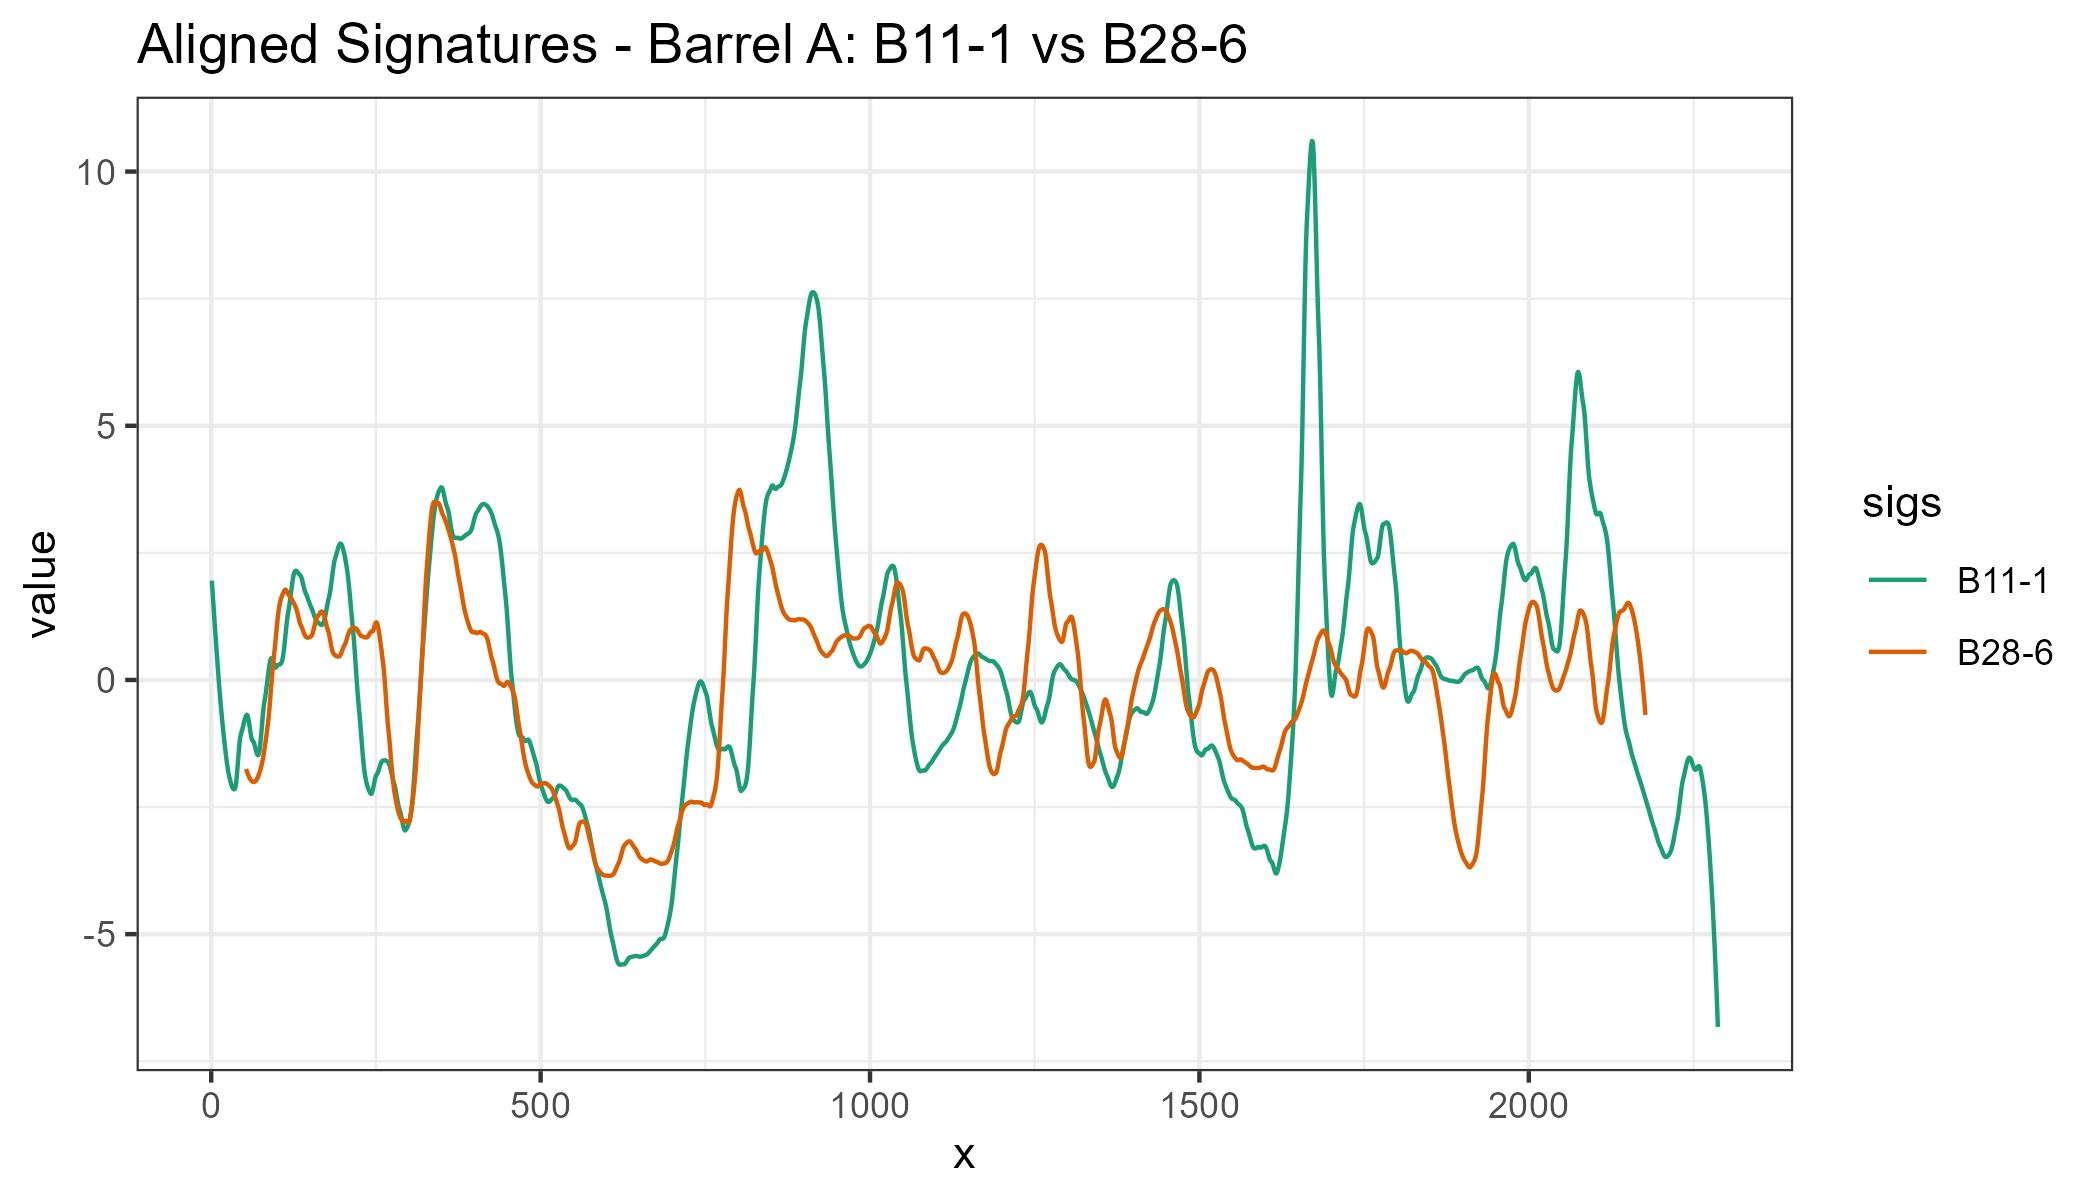 Aligned Signatures - Barrel A: B11-1 vs B28-6
10
5
0
-5
value
0 500 1000 1500 2000
x
sigs
B11-1
B28-6